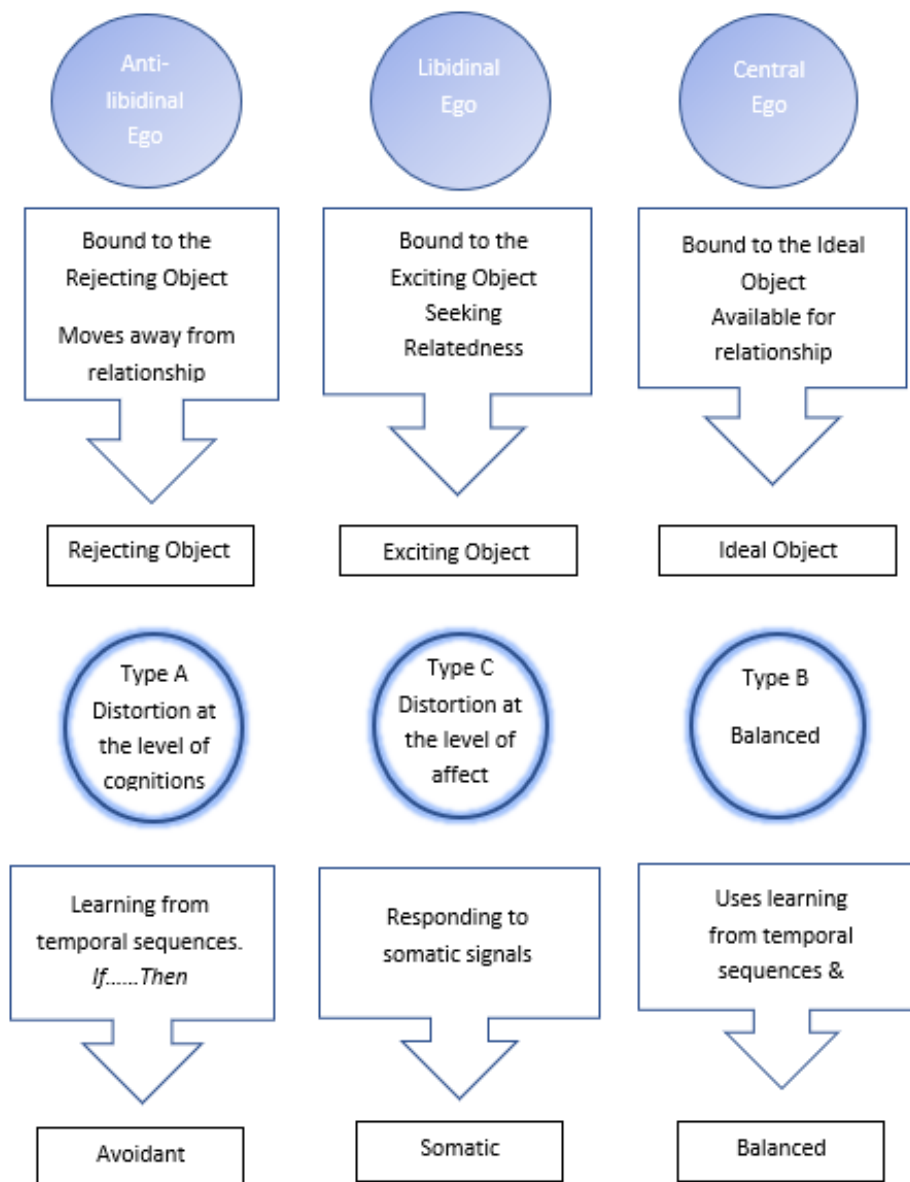 Anti-
libidinal
Ego
Libidinal
Ego
Central
Ego
Bound to the
Rejecting Object
Moves away from
relationship
Bound to the
Exciting Object
Seeking
Relatedness
Bound to the Ideal
Object
Available for
relationship
Rejecting Object
Exciting Object
Ideal Object
Type A
Distortion at
the level of
cognitions
Type C
Distortion at
the level of
affect
Type B
Balanced
Learning from
temporal sequences.
If......Then
Responding to
somatic signals
Uses learning
from temporal
sequences &
Avoidant
Somatic
Balanced